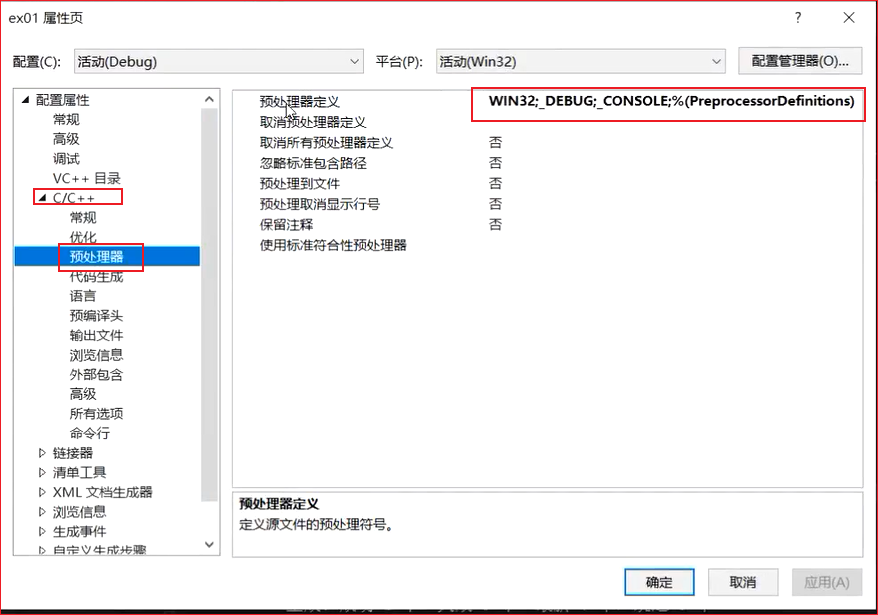 ex01 属性页
配置(C): 活动(Debug) 平台(P): 活动(Win32) 配置管理器(O)...
配置属性
常规
高级
调试
VC++ 目录
C/C++
常规
优化
预处理器
代码生成
语言
预编译头
输出文件
浏览信息
外部包含
高级
所有选项
命令行
链接器
清单工具
XML 文档生成器
浏览信息
生成事件
自定义生成步骤
预处理器定义 WIN32;_DEBUG;_CONSOLE;%(PreprocessorDefinitions)
取消预处理器定义
取消所有预处理器定义 否
忽略标准包含路径 否
预处理到文件 否
预处理取消显示行号 否
保留注释 否
使用标准符合性预处理器
预处理器定义
定义源文件的预处理符号。
确定 取消 应用(A)